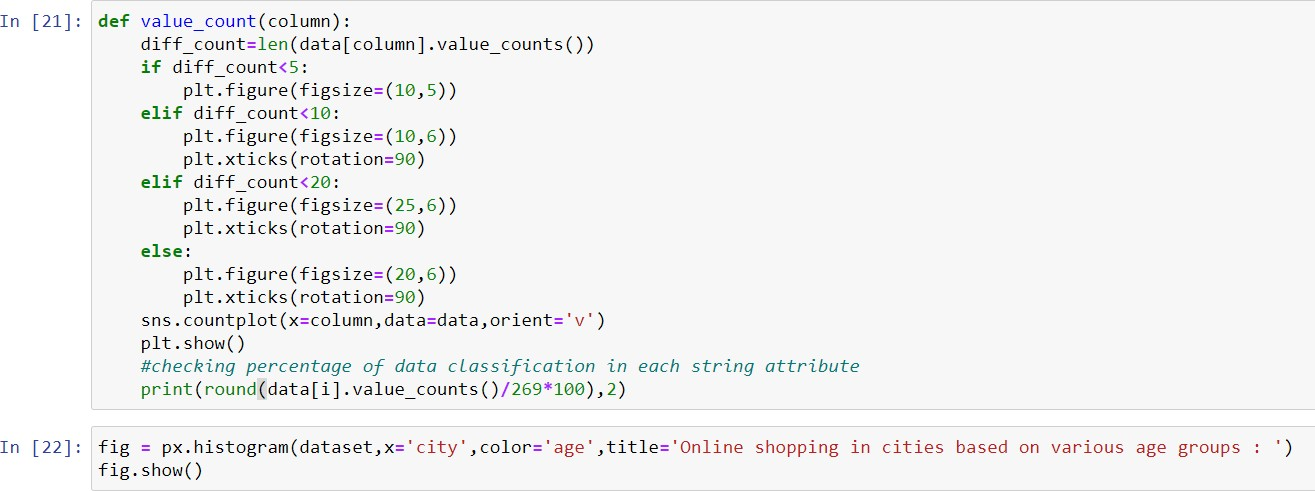 In [21]: def value_count(column):
    diff_count=len(data[column].value_counts())
    if diff_count<5:
        plt.figure(figsize=(10,5))
    elif diff_count<10:
        plt.figure(figsize=(10,6))
        plt.xticks(rotation=90)
    elif diff_count<20:
        plt.figure(figsize=(25,6))
        plt.xticks(rotation=90)
    else:
        plt.figure(figsize=(20,6))
        plt.xticks(rotation=90)
    sns.countplot(x=column,data=data,orient='v')
    plt.show()
    #checking percentage of data classification in each string attribute
    print(round(data[i].value_counts()/269*100),2)
In [22]: fig = px.histogram(dataset,x='city',color='age',title='Online shopping in cities based on various age groups : ')
fig.show()